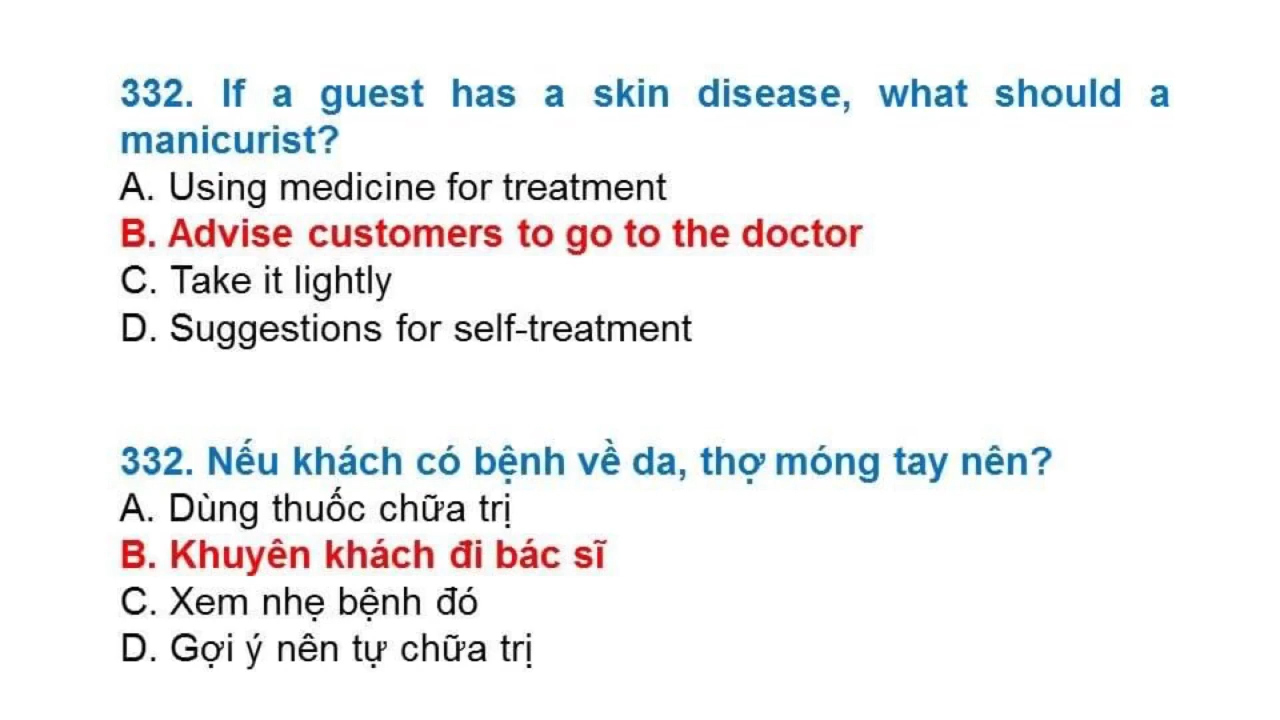 332. If a guest has a skin disease, what should a
manicurist?
A. Using medicine for treatment
B. Advise customers to go to the doctor
C. Take it lightly
D. Suggestions for self-treatment
332. Nếu khách có bệnh về da, thợ móng tay nên?
A. Dùng thuốc chữa trị
B. Khuyên khách đi bác sĩ
C. Xem nhẹ bệnh đó
D. Gợi ý nên tự chữa trị